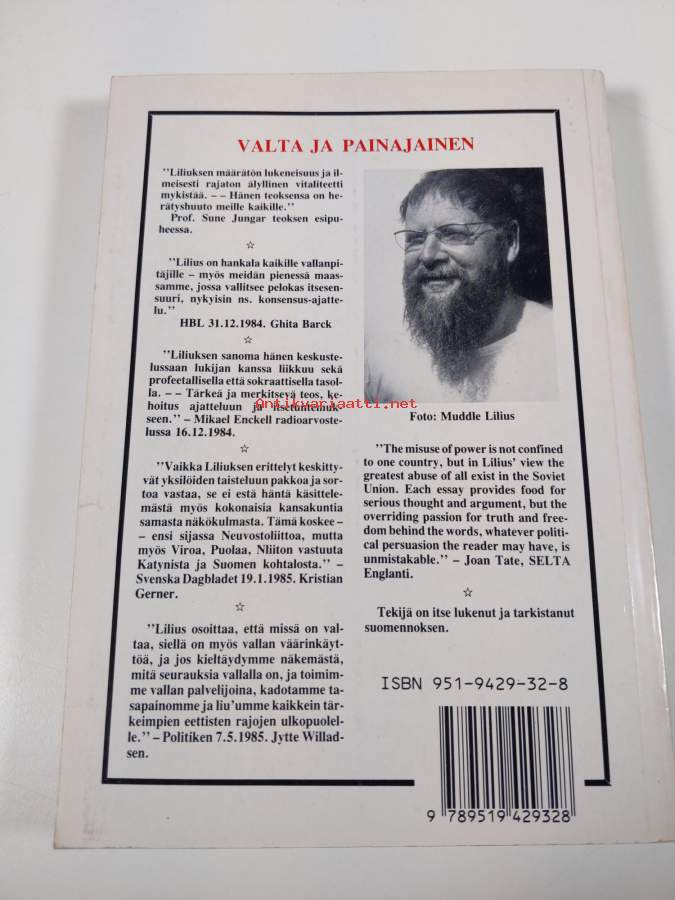 VALTA JA PAINAJAINEN
"Liliuksen määrätön lukeneisuus ja il-
meisesti rajaton älyllinen vitaliteetti
mykistää. – – Hänen teoksensa on he-
rätyshuuto meille kaikille."
Prof. Sune Jungar teoksen esipu-
heessa.
☆
"Lilius on hankala kaikille vallanpi-
täjille – myös meidän pienessä maas-
samme, jossa vallitsee pelokas itsesen-
suuri, nykyisin ns. konsensus-ajatte-
lu."
HBL 31.12.1984. Ghita Barck
☆
"Liliuksen sanoma hänen keskuste-
lussaan lukijan kanssa liikkuu sekä
profeetallisella että sokraattisella tasol-
la. – – Tärkeä ja merkitsevä teos, ke-
hoitus ajatteluun ja itsetuntemuk-
seen." – Mikael Enckell radioarvoste-
lussa 16.12.1984.
☆
"Vaikka Liliuksen erittelyt keskitty-
vät yksilöiden taisteluun pakkoa ja sor-
toa vastaa, se ei estä häntä käsittele-
mästä myös kokonaisia kansakuntia
samasta näkökulmasta. Tämä koskee –
– ensi sijassa Neuvostoliittoa, mutta
myös Viroa, Puolaa, Nliiton vastuuta
Katynista ja Suomen kohtalosta." –
Svenska Dagbladet 19.1.1985. Kristian
Gerner.
☆
"Lilius osoittaa, että missä on val-
taa, siellä on myös vallan väärinkäyt-
töä, ja jos kieltäydymme näkemästä,
mitä seurauksia vallalla on, ja toimim-
me vallan palvelijoina, kadotamme ta-
sapainomme ja liu'umme kaikkein tär-
keimpien eettisten rajojen ulkopuolel-
le." – Politiken 7.5.1985. Jytte Willad-
sen.
Antikvariaatti.net
Foto: Muddle Lilius
"The misuse of power is not confined
to one country, but in Lilius' view the
greatest abuse of all exist in the Soviet
Union. Each essay provides food for
serious thought and argument, but the
overriding passion for truth and free-
dom behind the words, whatever politi-
cal persuasion the reader may have, is
unmistakable." – Joan Tate, SELTA
Englanti.
☆
Tekijä on itse lukenut ja tarkistanut
suomennoksen.
ISBN 951-9429-32-8
9 789519 429328